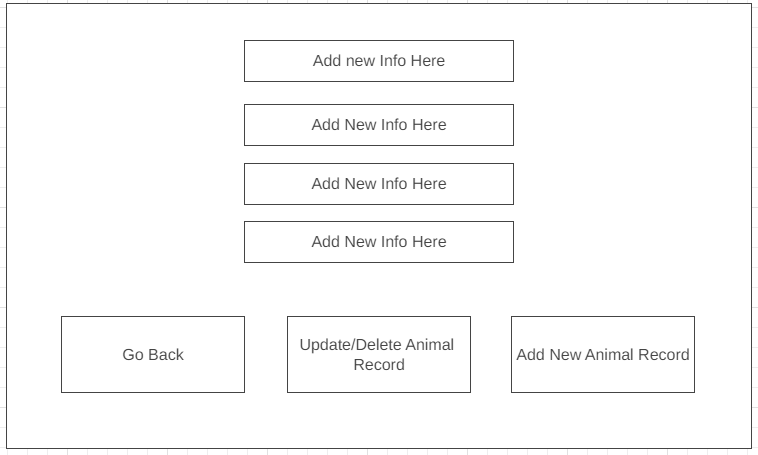 Add new Info Here
Add New Info Here
Add New Info Here
Add New Info Here
Go Back
Update/Delete Animal
Record
Add New Animal Record